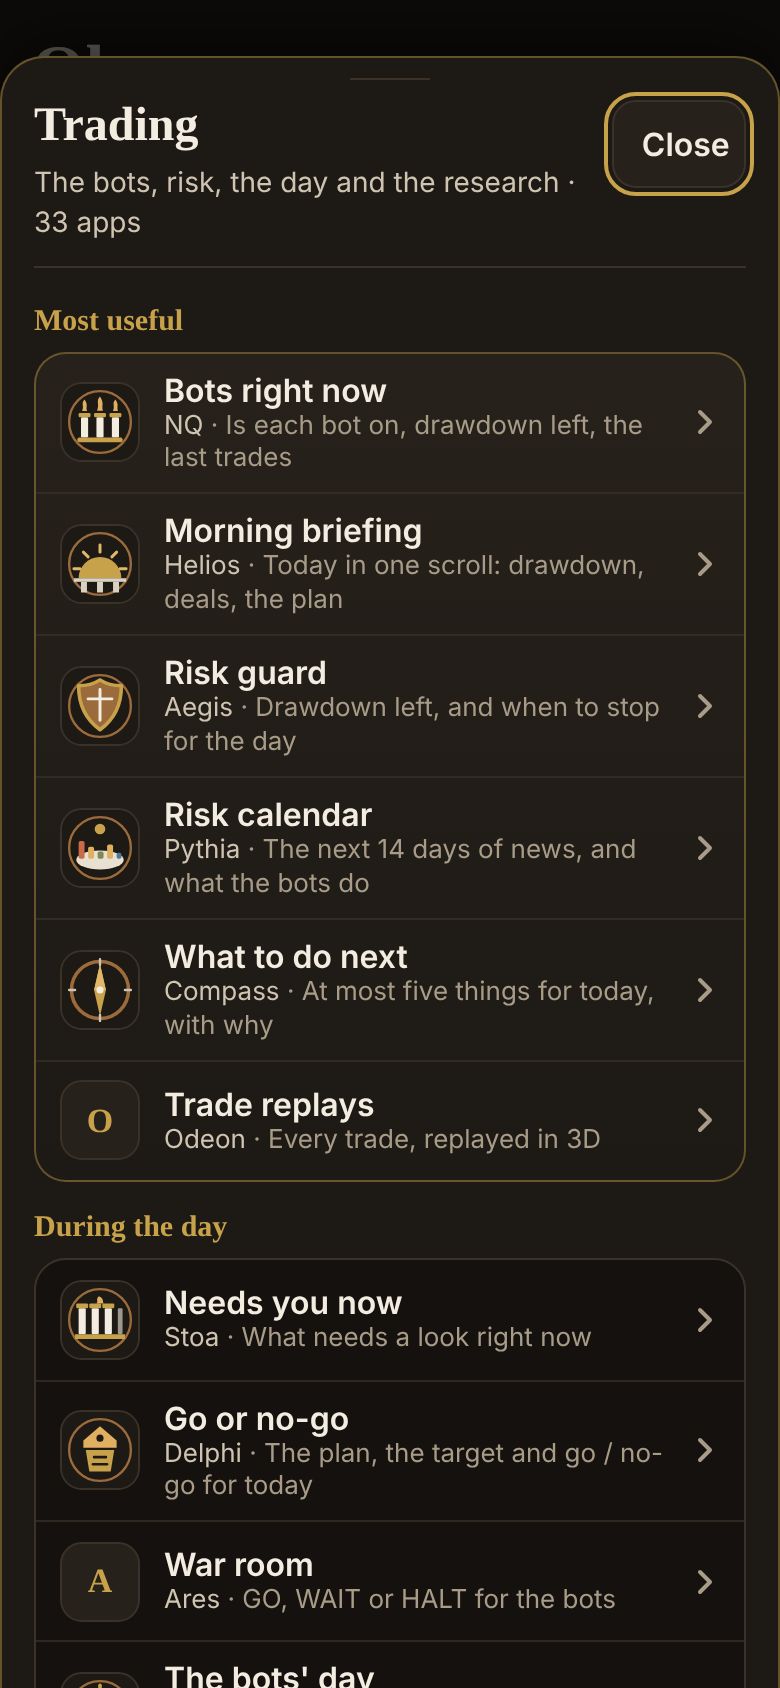 Trading
Close
The bots, risk, the day and the research ·
33 apps
Most useful
Bots right now
NQ · Is each bot on, drawdown left, the
last trades
Morning briefing
Helios · Today in one scroll: drawdown,
deals, the plan
Risk guard
Aegis · Drawdown left, and when to stop
for the day
Risk calendar
Pythia · The next 14 days of news, and
what the bots do
What to do next
Compass · At most five things for today,
with why
O
Trade replays
Odeon · Every trade, replayed in 3D
During the day
Needs you now
Stoa · What needs a look right now
Go or no-go
Delphi · The plan, the target and go / no-
go for today
A
War room
Ares · GO, WAIT or HALT for the bots
The bots' day